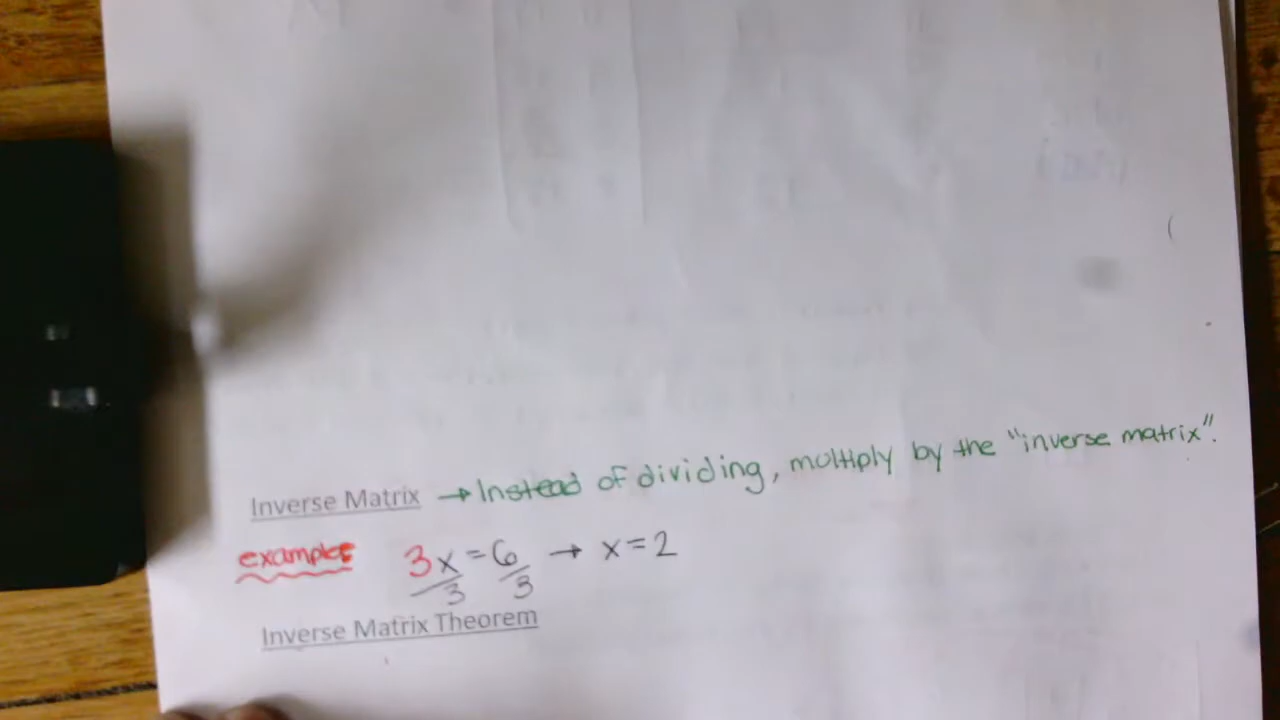 Inverse Matrix → Instead of dividing, multiply by the "inverse matrix".
example 3x/3 = 6/3 → x = 2
Inverse Matrix Theorem